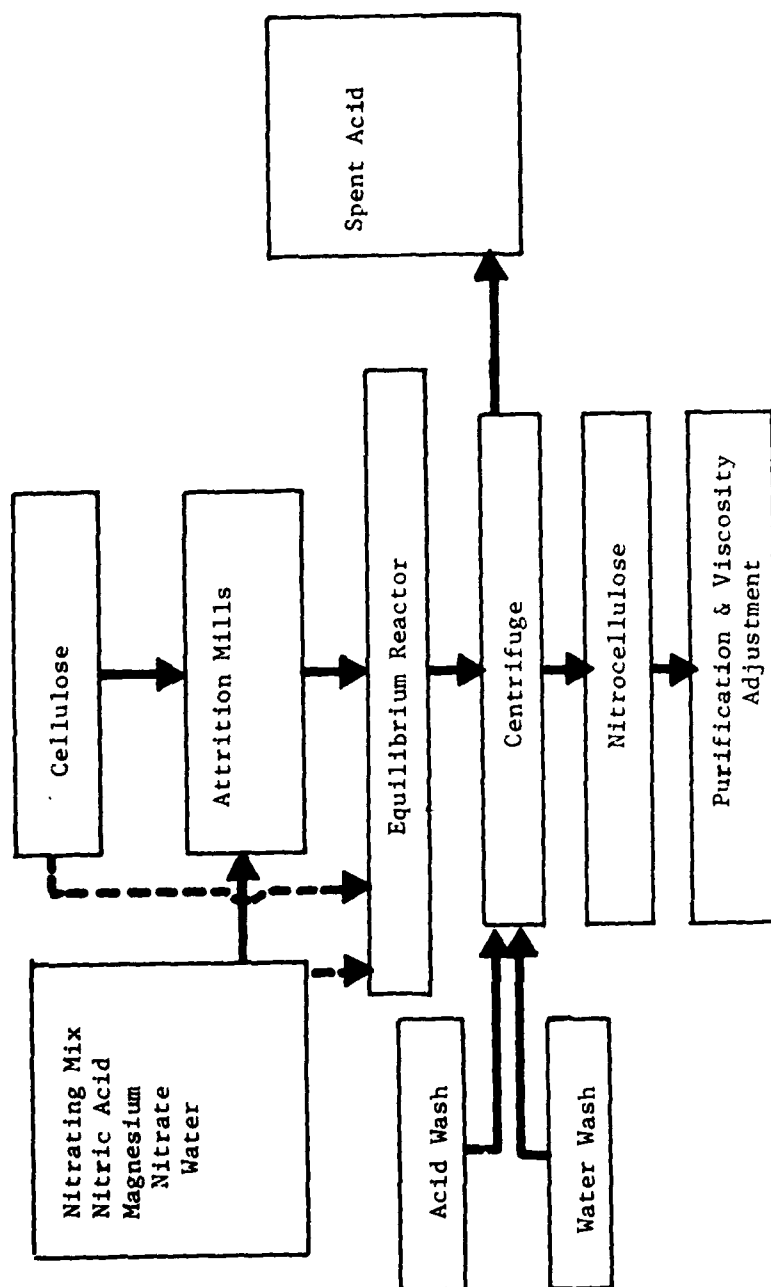 Cellulose
Nitrating Mix
Nitric Acid
Magnesium
Nitrate
Water
Attrition Mills
Equilibrium Reactor
Acid Wash
Water Wash
Centrifuge
Spent Acid
Nitrocellulose
Purification & Viscosity
Adjustment